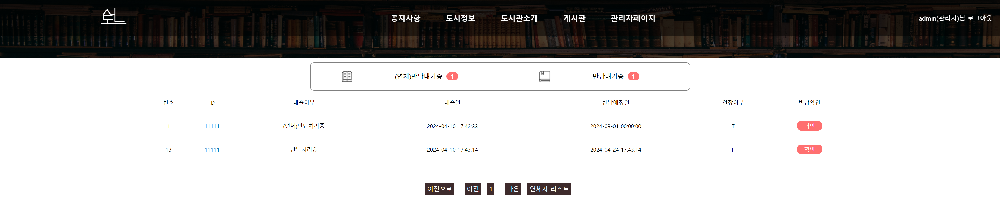 공지사항 도서정보 도서관소개 게시판 관리자페이지 admin(관리자)님 로그아웃
SCARLETT
(연체)반납대기중 1 반납대기중 1
번호 ID 대출여부 대출일 반납예정일 연장여부 반납확인
1 11111 (연체)반납처리중 2024-04-10 17:42:33 2024-03-01 00:00:00 T 확인
13 11111 반납처리중 2024-04-10 17:43:14 2024-04-24 17:43:14 F 확인
이전으로 이전 1 다음 연체자 리스트